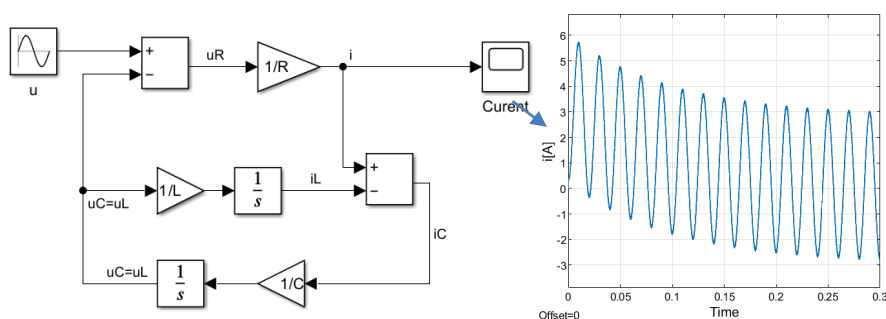 u
+
−
uR
1/R
i
Curent
uC=uL
1/L
1
s
iL
+
−
iC
uC=uL
1
s
1/C
6
5
4
3
2
1
0
-1
-2
-3
i[A]
0
0.05
0.1
0.15
0.2
0.25
0.3
Time
Offset=0